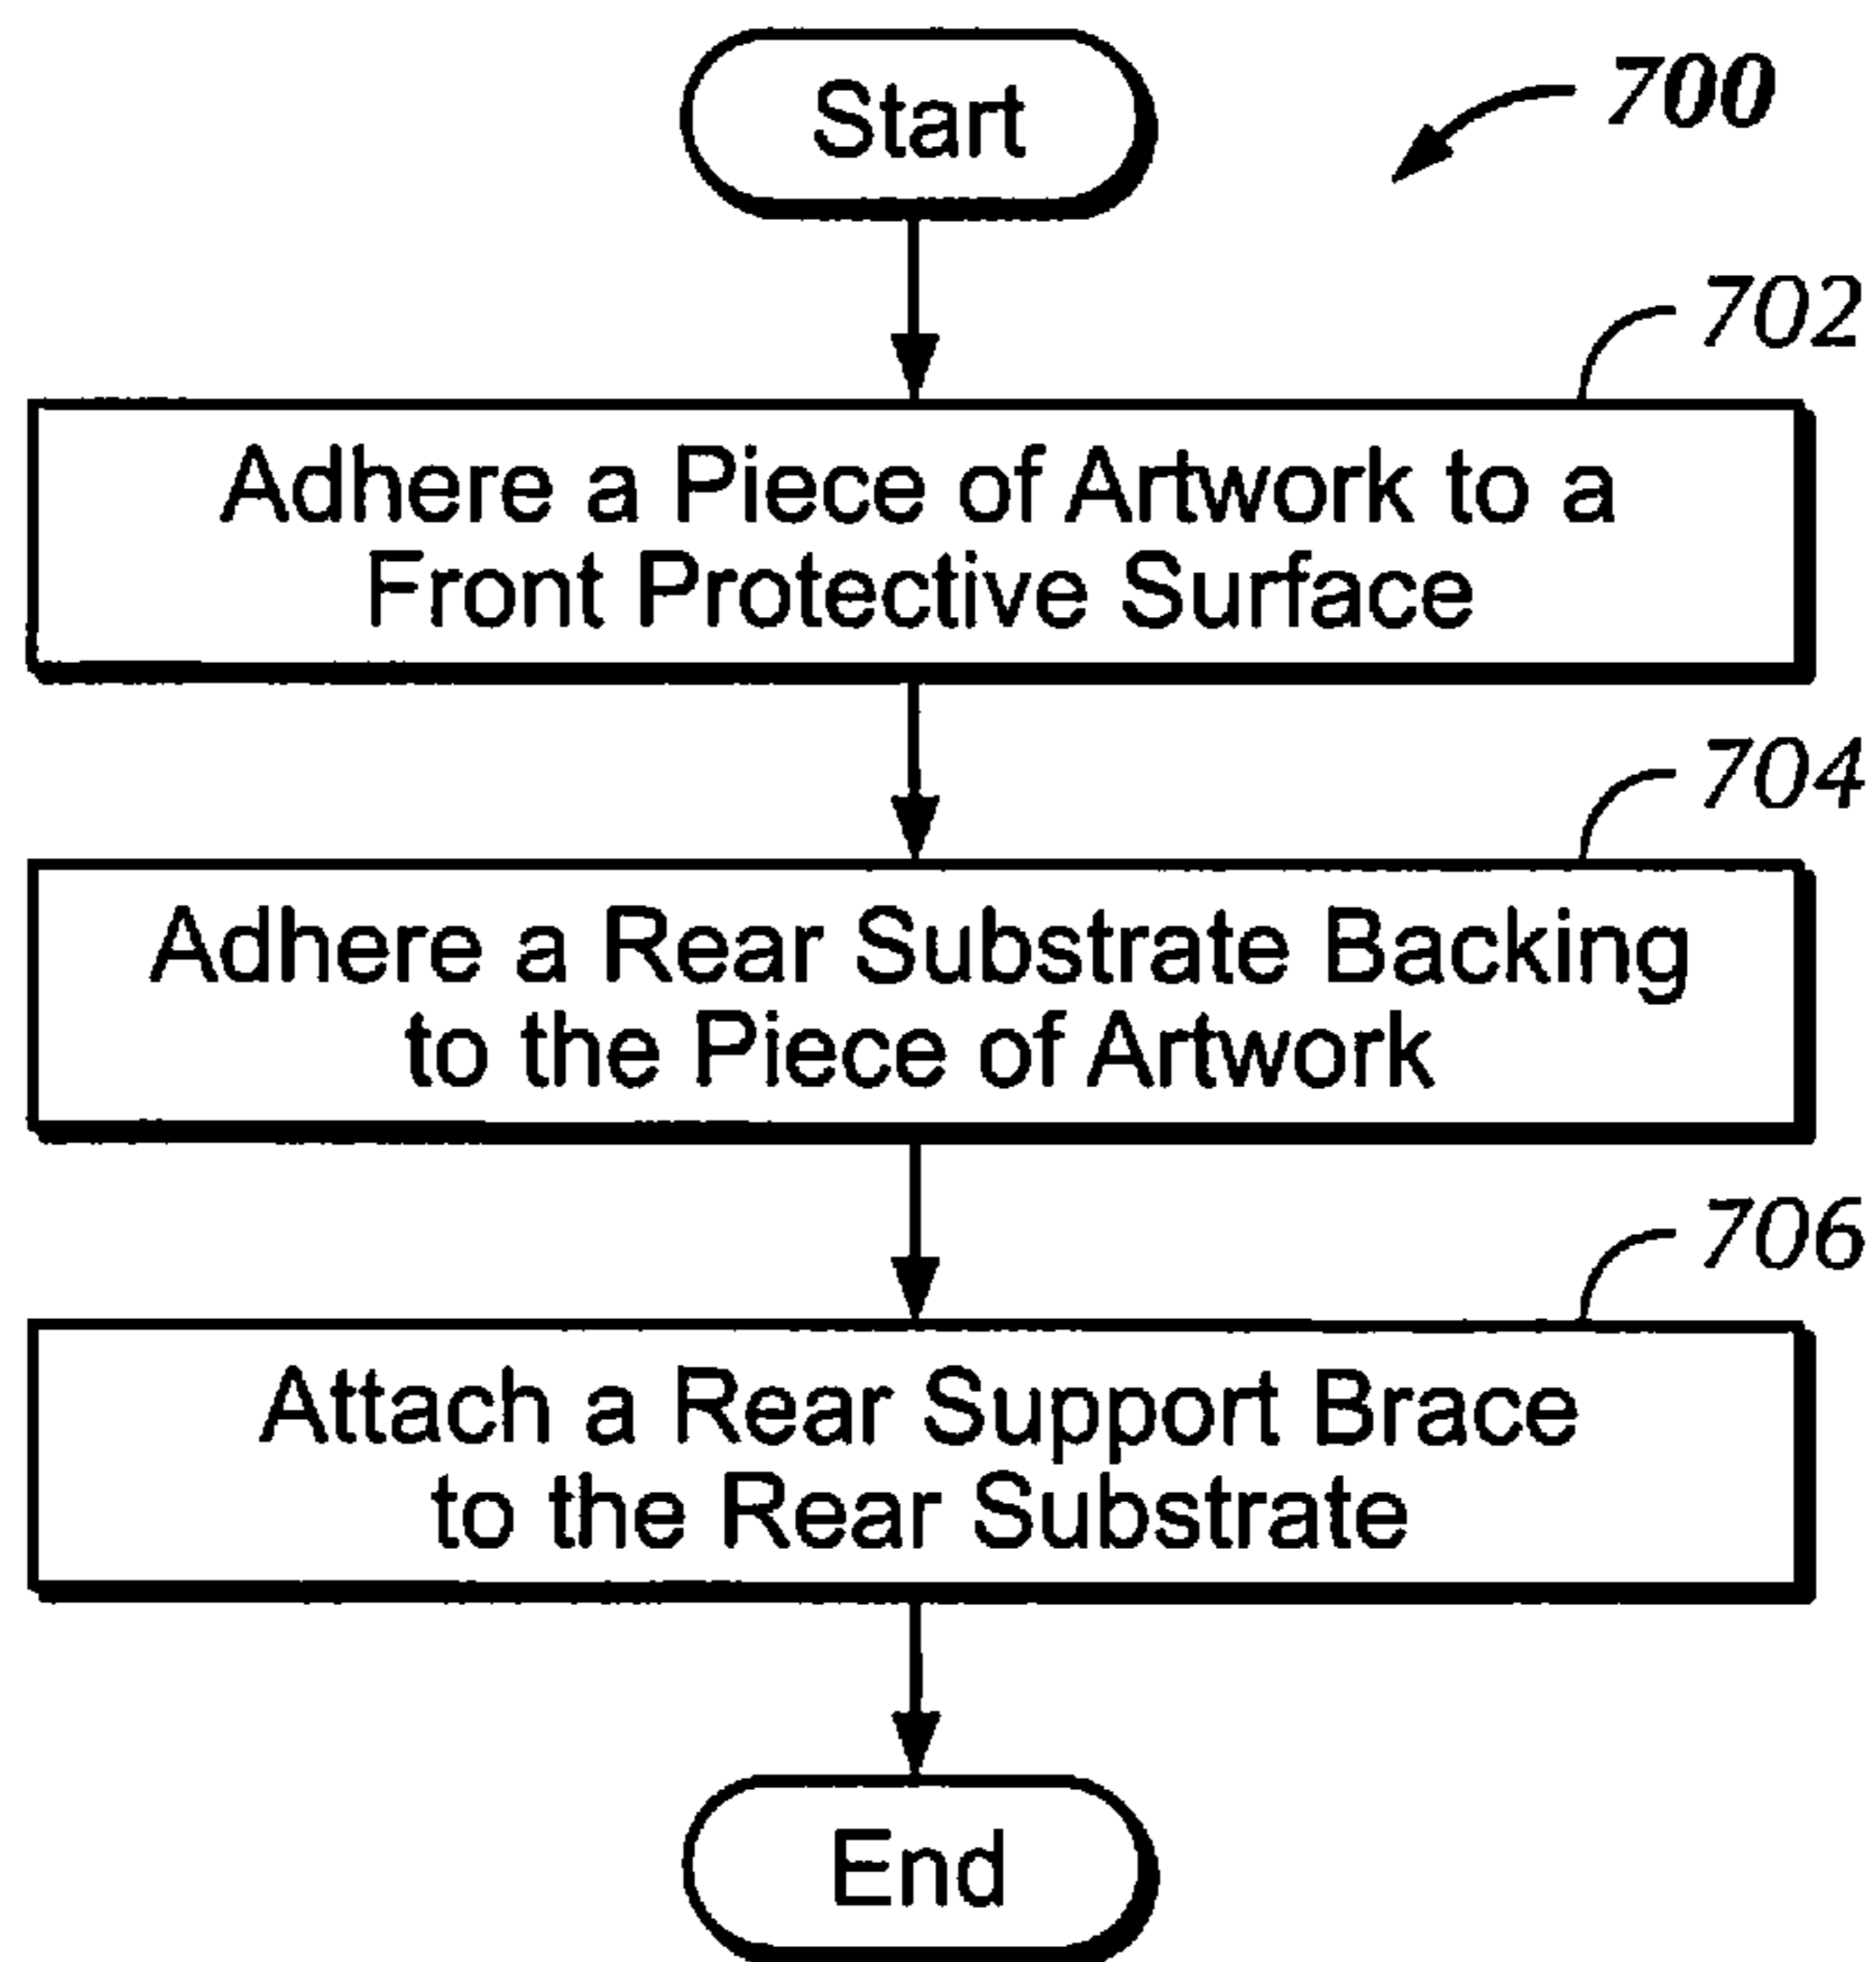 Start
700
702
Adhere a Piece of Artwork to a
Front Protective Surface
704
Adhere a Rear Substrate Backing
to the Piece of Artwork
706
Attach a Rear Support Brace
to the Rear Substrate
End